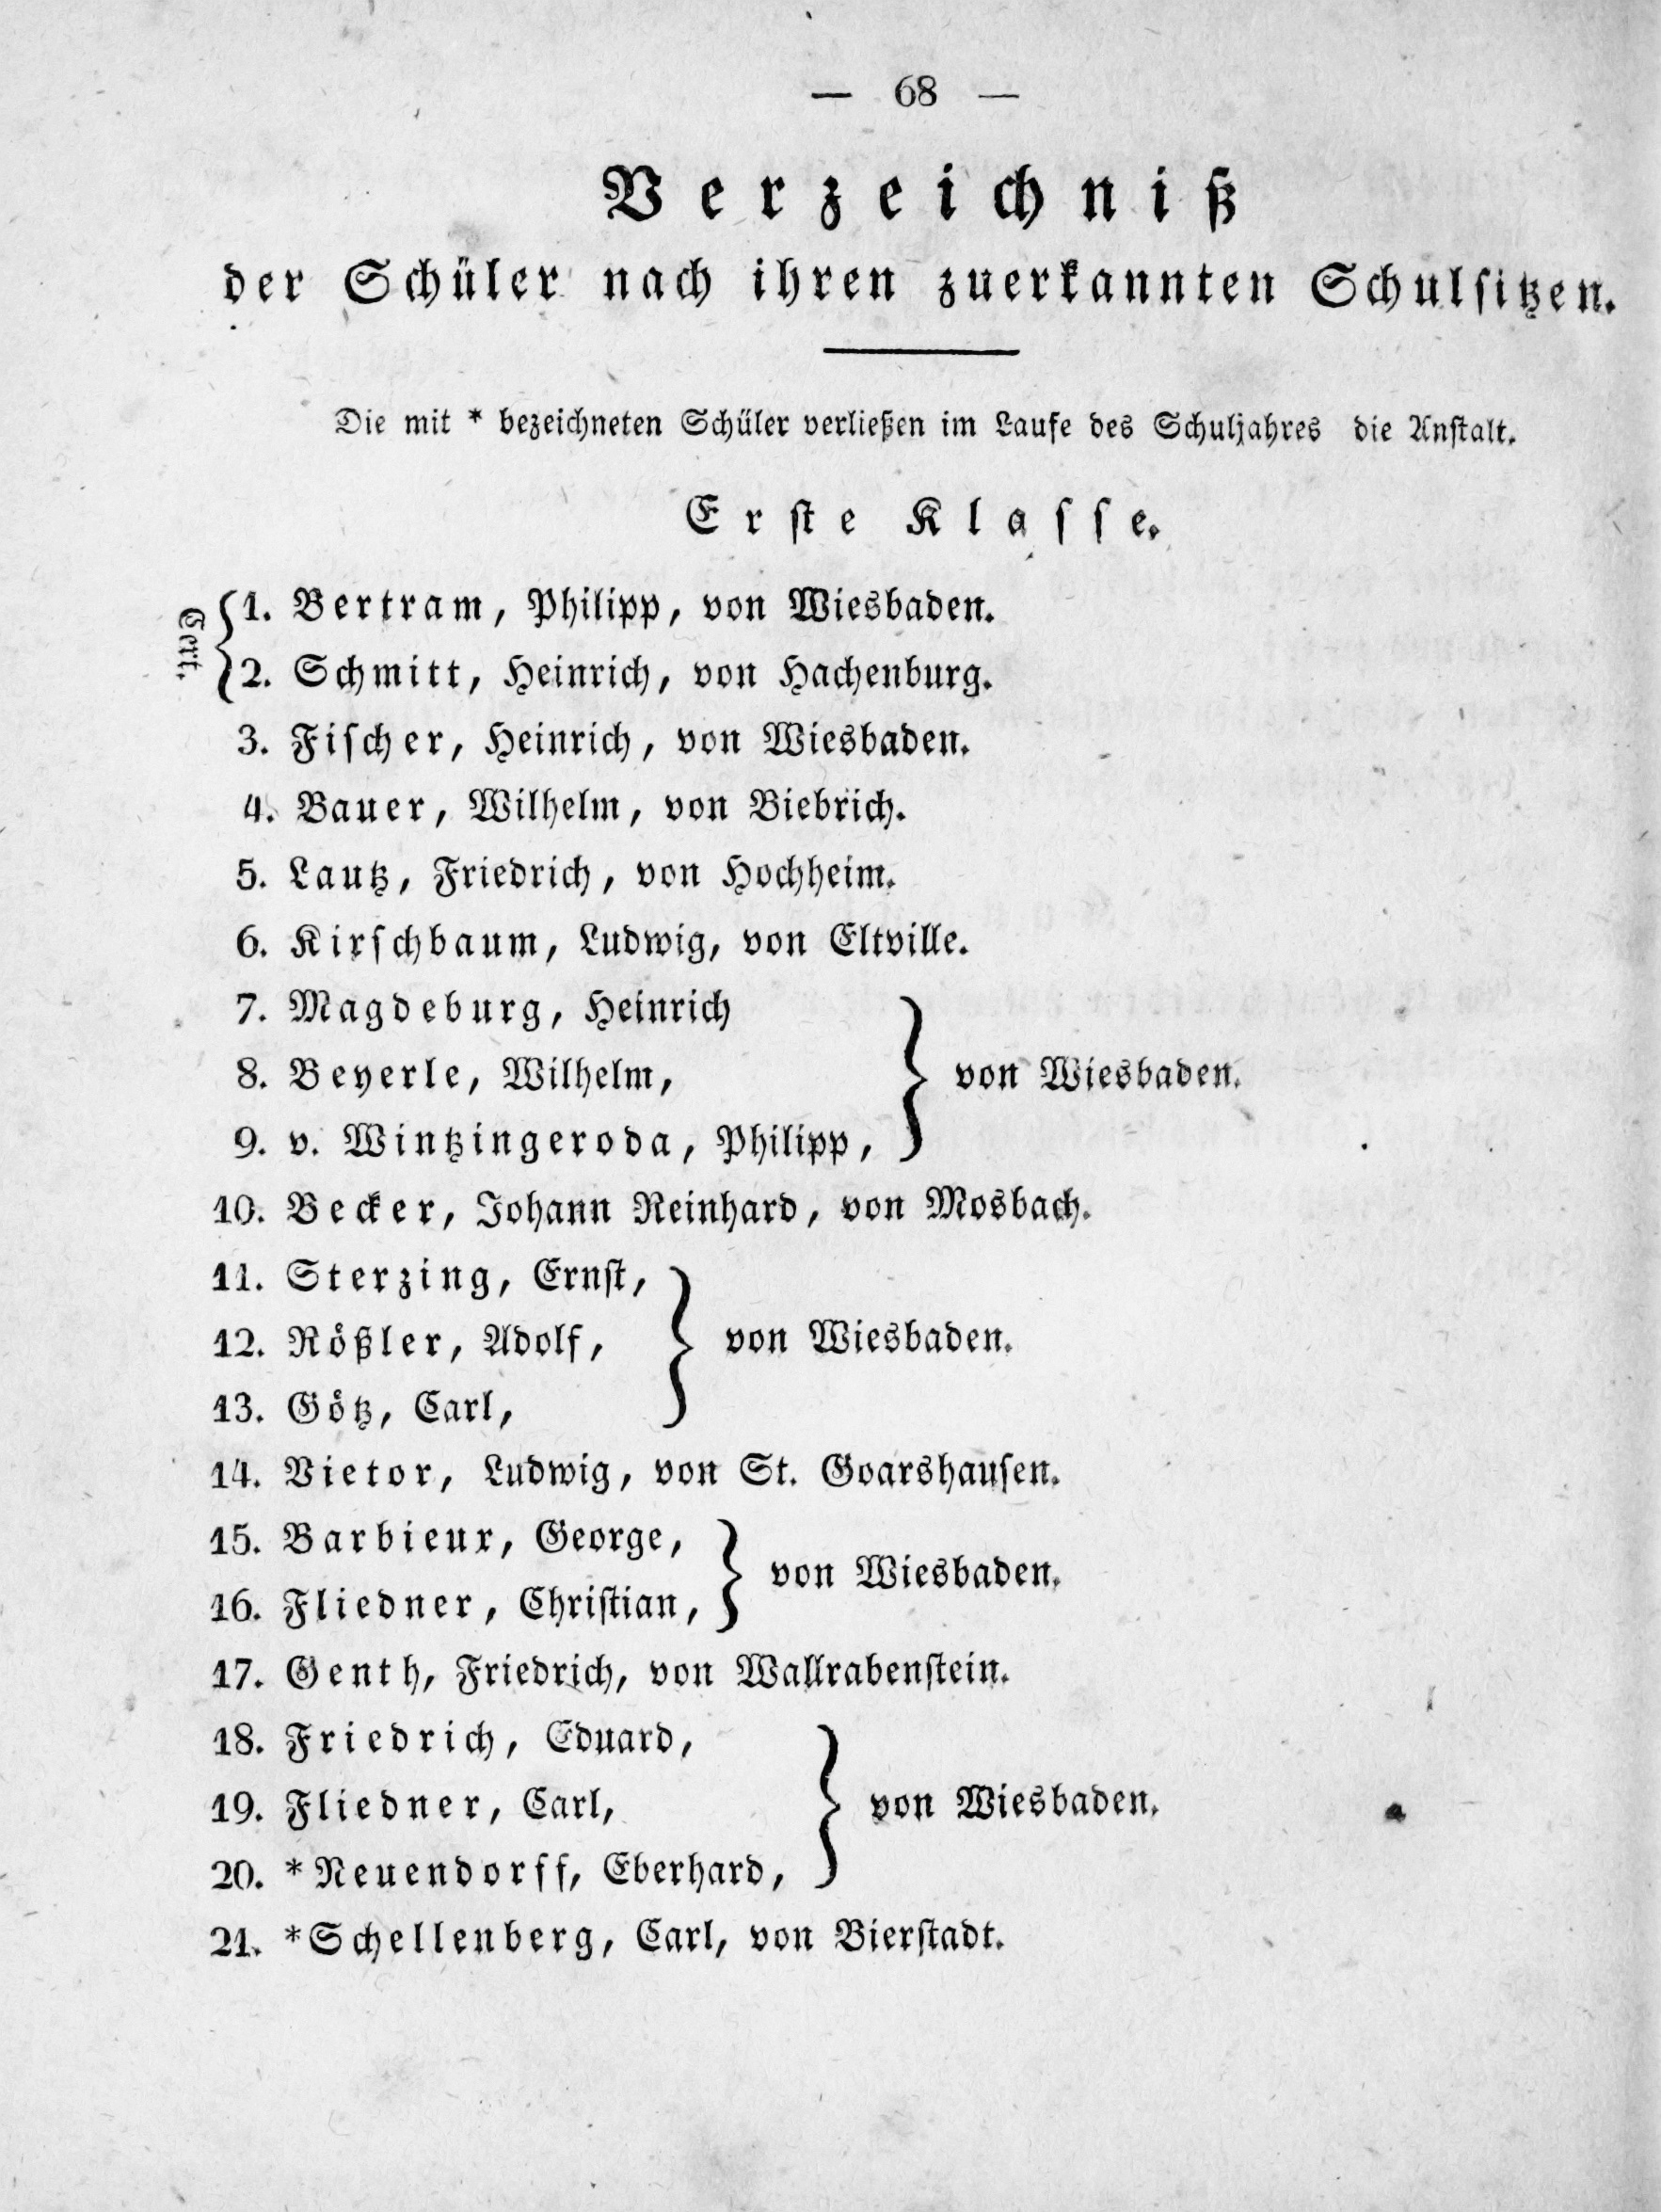 — 68 —
Verzeichniß
der Schüler nach ihren zuerkannten Schulsitzen.
Die mit * bezeichneten Schüler verließen im Laufe des Schuljahres die Anstalt.
Erste Klasse.
Cert.
1. Bertram, Philipp, von Wiesbaden.
2. Schmitt, Heinrich, von Hachenburg.
3. Fischer, Heinrich, von Wiesbaden.
4. Bauer, Wilhelm, von Biebrich.
5. Lautz, Friedrich, von Hochheim.
6. Kirschbaum, Ludwig, von Eltville.
7. Magdeburg, Heinrich
8. Beyerle, Wilhelm,
9. v. Wintzingeroda, Philipp,
von Wiesbaden.
10. Becker, Johann Reinhard, von Mosbach.
11. Sterzing, Ernst,
12. Rößler, Adolf,
13. Götz, Carl,
von Wiesbaden.
14. Vietor, Ludwig, von St. Goarshausen.
15. Barbieux, George,
16. Fliedner, Christian,
von Wiesbaden.
17. Genth, Friedrich, von Wallrabenstein.
18. Friedrich, Eduard,
19. Fliedner, Carl,
20. *Neuendorff, Eberhard,
von Wiesbaden.
21. *Schellenberg, Carl, von Bierstadt.